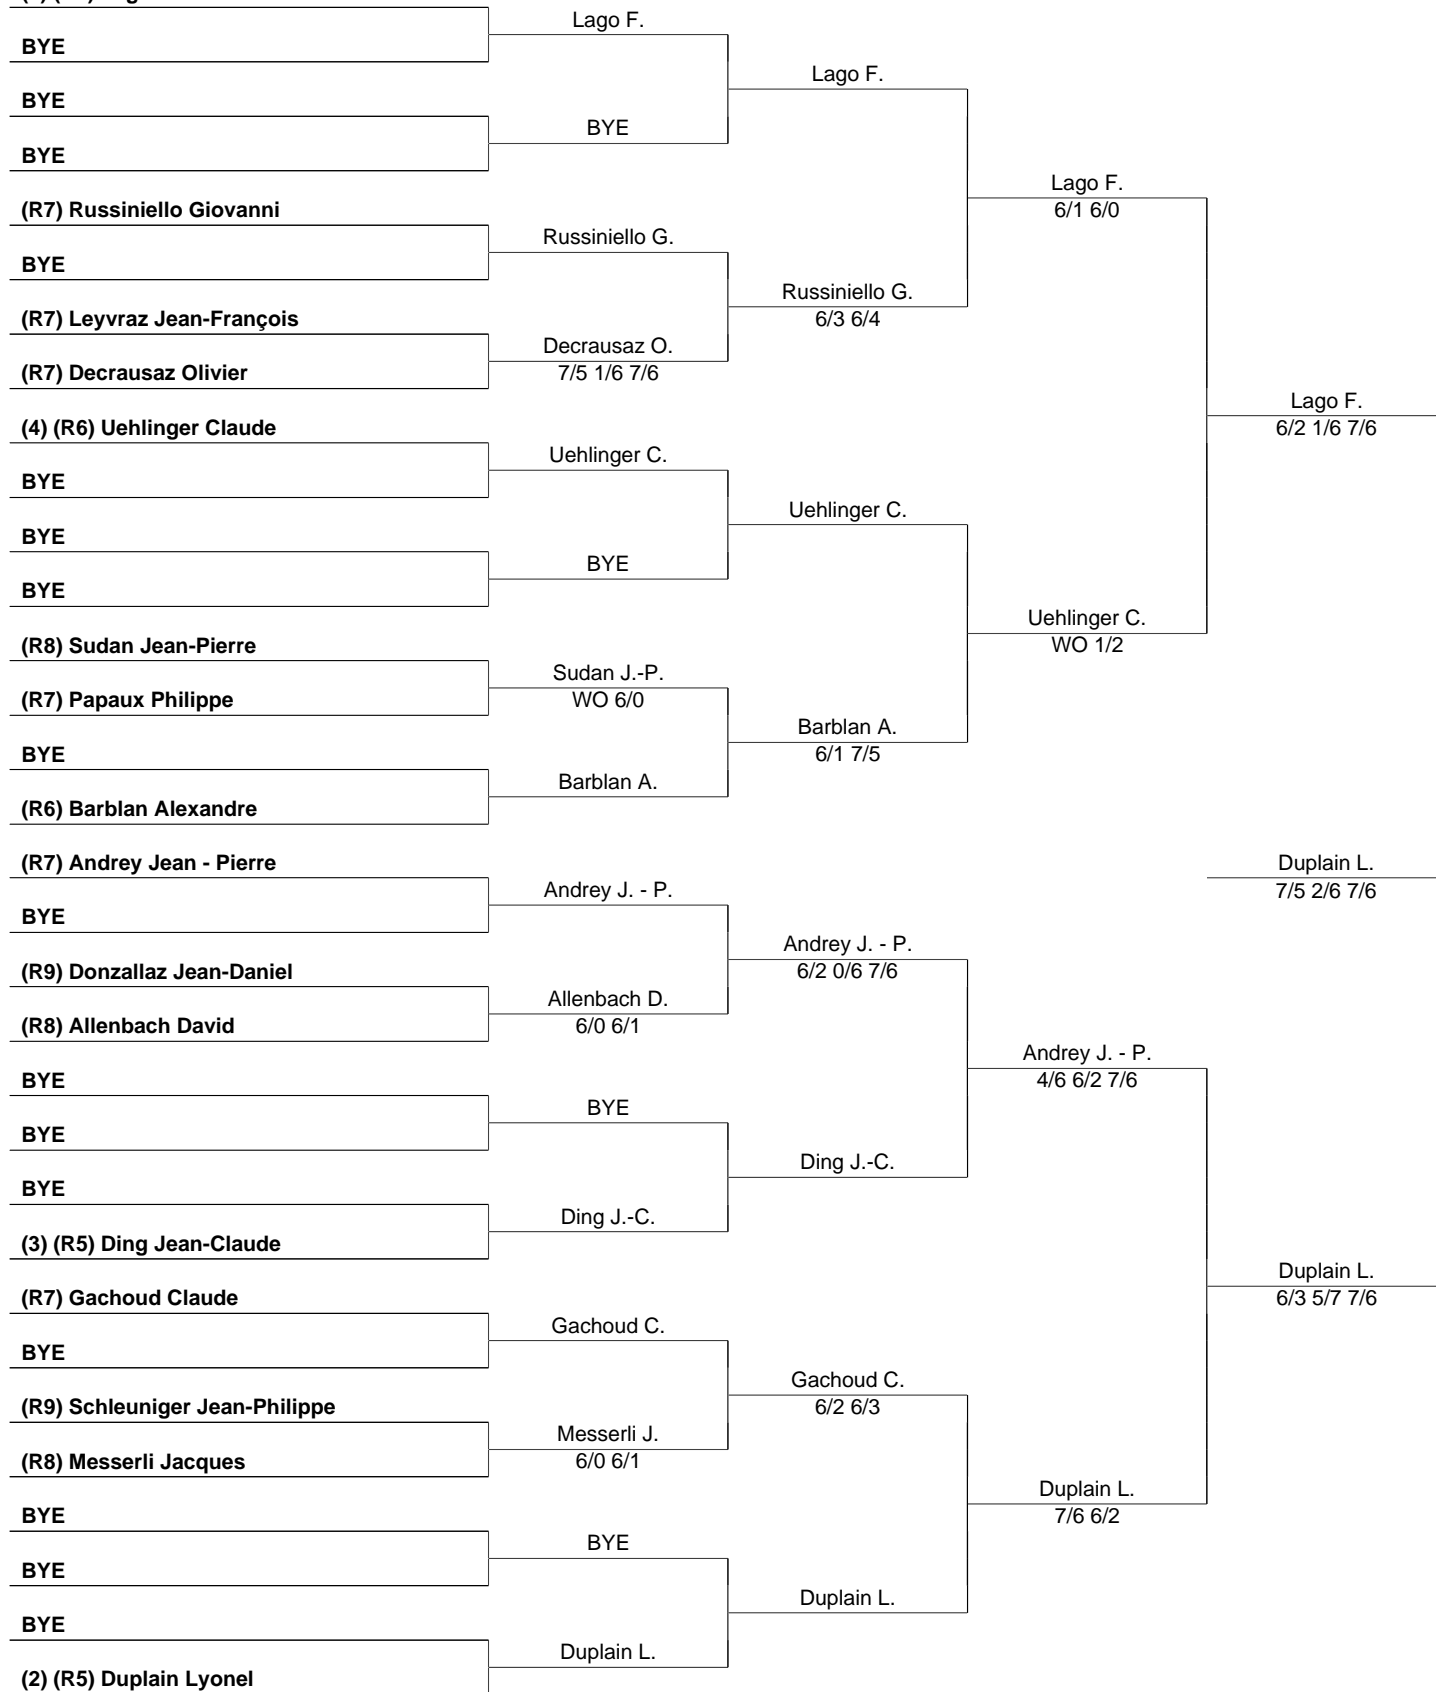 BYE
BYE
BYE
(R7) Russiniello Giovanni
BYE
(R7) Leyvraz Jean-François
(R7) Decrausaz Olivier
(4) (R6) Uehlinger Claude
BYE
BYE
BYE
(R8) Sudan Jean-Pierre
(R7) Papaux Philippe
BYE
(R6) Barblan Alexandre
(R7) Andrey Jean - Pierre
BYE
(R9) Donzallaz Jean-Daniel
(R8) Allenbach David
BYE
BYE
BYE
(3) (R5) Ding Jean-Claude
(R7) Gachoud Claude
BYE
(R9) Schleuniger Jean-Philippe
(R8) Messerli Jacques
BYE
BYE
BYE
(2) (R5) Duplain Lyonel
Lago F.
BYE
Russiniello G.
Decrausaz O.
7/5 1/6 7/6
Uehlinger C.
BYE
Sudan J.-P.
WO 6/0
Barblan A.
Andrey J. - P.
Allenbach D.
6/0 6/1
BYE
Ding J.-C.
Gachoud C.
Messerli J.
6/0 6/1
BYE
Duplain L.
Lago F.
Russiniello G.
6/3 6/4
Uehlinger C.
Barblan A.
6/1 7/5
Andrey J. - P.
6/2 0/6 7/6
Ding J.-C.
Gachoud C.
6/2 6/3
Duplain L.
Lago F.
6/1 6/0
Uehlinger C.
WO 1/2
Andrey J. - P.
4/6 6/2 7/6
Duplain L.
7/6 6/2
Lago F.
6/2 1/6 7/6
Duplain L.
7/5 2/6 7/6
Duplain L.
6/3 5/7 7/6